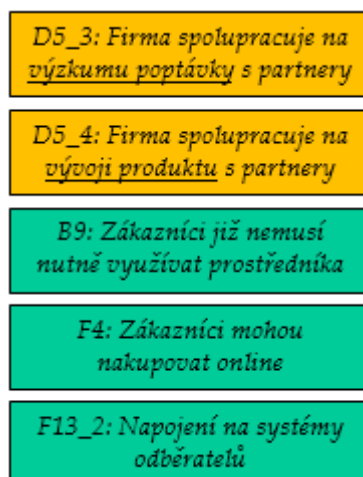 D5_3: Firma spolupracuje na
výzkumu poptávky s partnery
D5_4: Firma spolupracuje na
vývoji produktu s partnery
B9: Zákazníci již nemusí
nutně využívat prostředníka
F4: Zákazníci mohou
nakupovat online
F13_2: Napojení na systémy
odběratelů